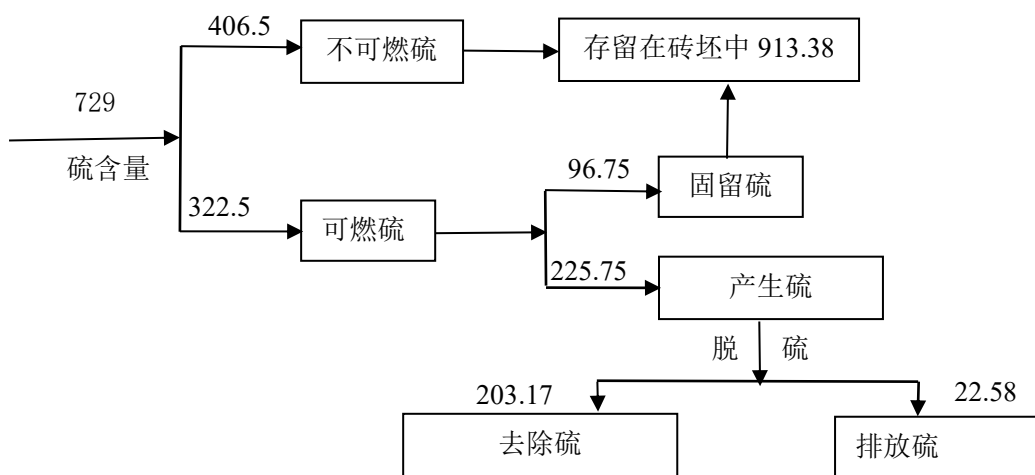 406.5
不可燃硫
存留在砖坯中 913.38
729
硫含量
96.75
固留硫
322.5
可燃硫
225.75
产生硫
脱 硫
203.17
22.58
去除硫
排放硫